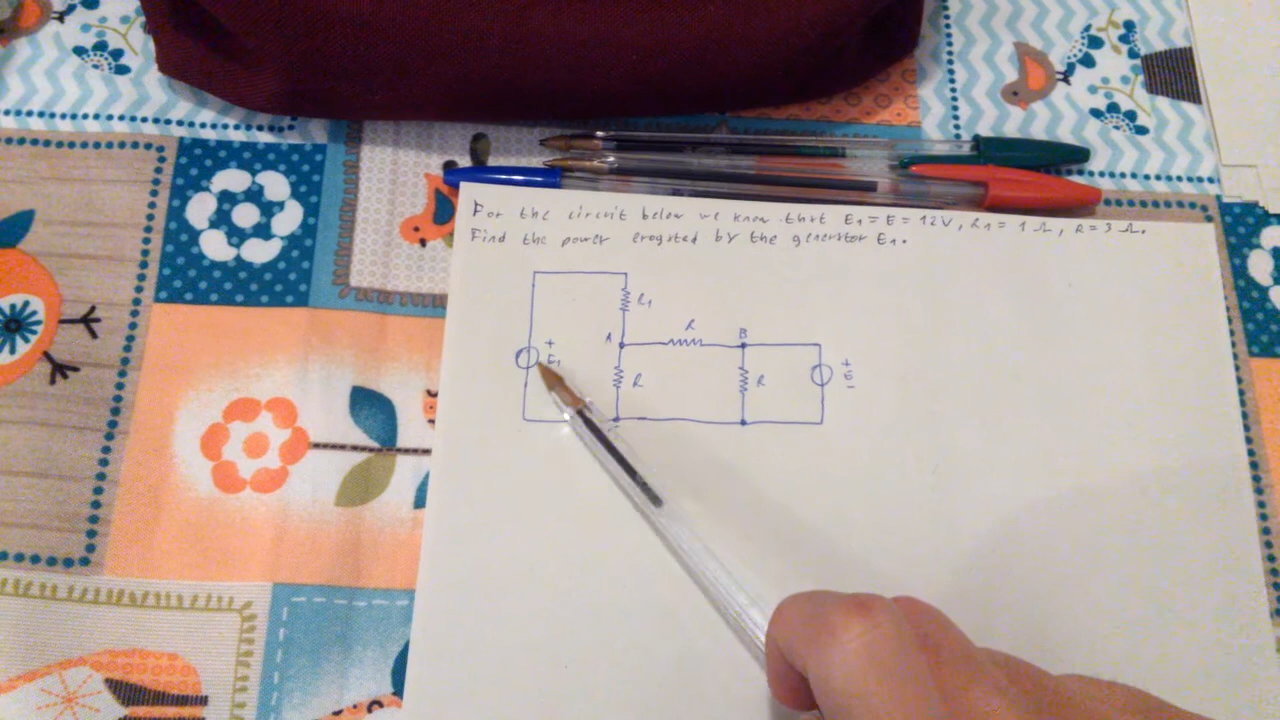 For the circuit below we know that E1 = E = 12V, R1 = 1 Ω, R = 3 Ω.
Find the power erogated by the generator E1.
R1
A
R
B
+
E1
R
R
+
E
-